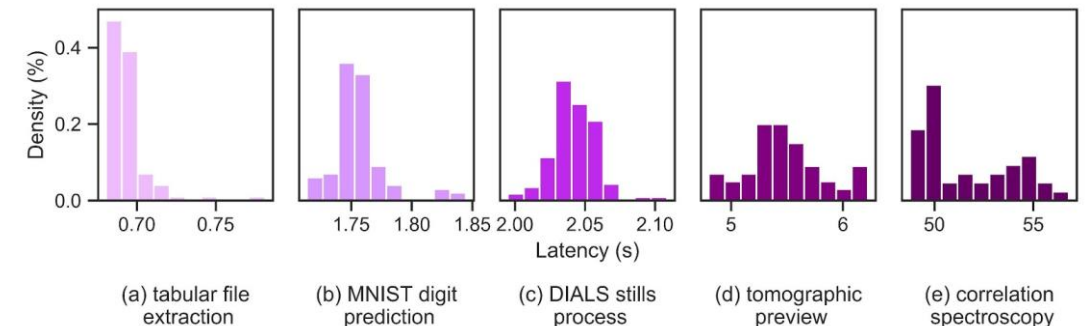 Density (%)
0.4
0.2
0.0
0.70 0.75
1.75 1.80 1.85
2.00 2.05 2.10
5 6
50 55
Latency (s)
(a) tabular file
extraction
(b) MNIST digit
prediction
(c) DIALS stills
process
(d) tomographic
preview
(e) correlation
spectroscopy